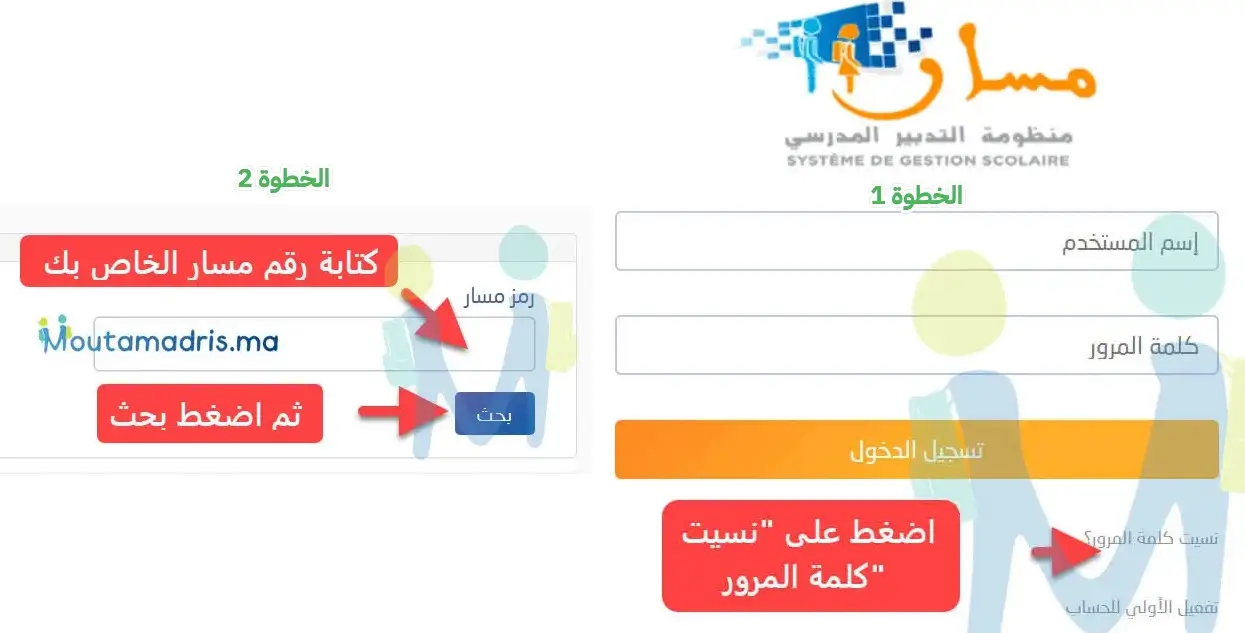 مسار
منظومة التدبير المدرسي
SYSTÈME DE GESTION SCOLAIRE
الخطوة 1
إسم المستخدم
كلمة المرور
تسجيل الدخول
اضغط على "نسيت
كلمة المرور"
نسيت كلمة المرور؟
تفعيل الأولي للحساب
الخطوة 2
كتابة رقم مسار الخاص بك
رمز مسار
Moutamadris.ma
ثم اضغط بحث
بحث